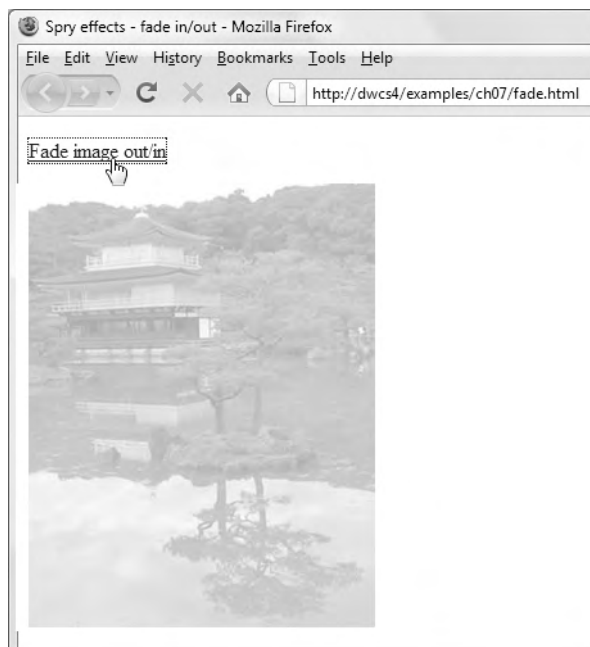 Spry effects - fade in/out - Mozilla Firefox
File Edit View History Bookmarks Tools Help
http://dwcs4/examples/ch07/fade.html
Fade image out/in